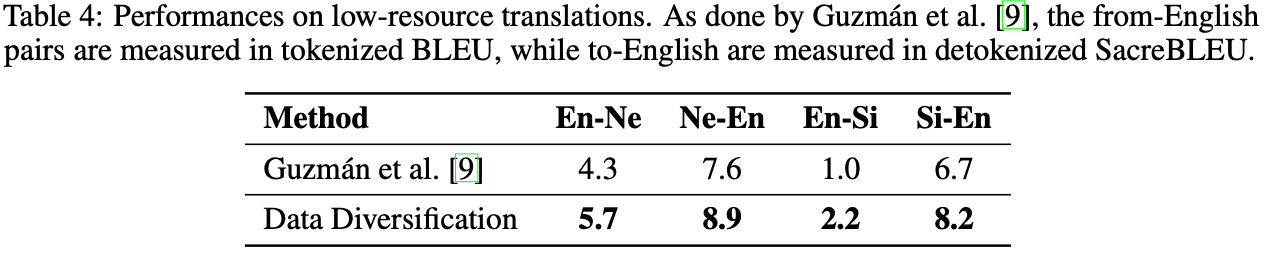 Table 4: Performances on low-resource translations. As done by Guzmán et al. [9], the from-English
pairs are measured in tokenized BLEU, while to-English are measured in detokenized SacreBLEU.
Method En-Ne Ne-En En-Si Si-En
Guzmán et al. [9] 4.3 7.6 1.0 6.7
Data Diversification 5.7 8.9 2.2 8.2